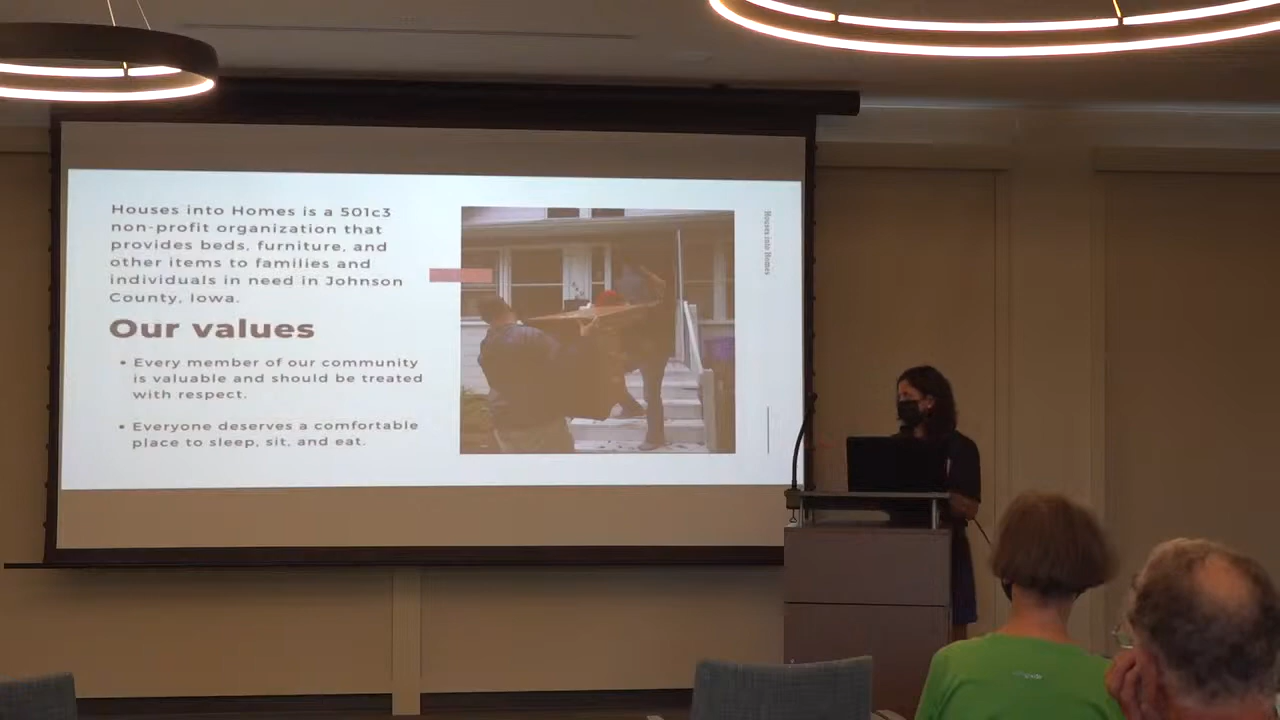 Houses into Homes is a 501c3
non-profit organization that
provides beds, furniture, and
other items to families and
individuals in need in Johnson
County, Iowa.
Our values
• Every member of our community
is valuable and should be treated
with respect.
• Everyone deserves a comfortable
place to sleep, sit, and eat.
Houses into Homes